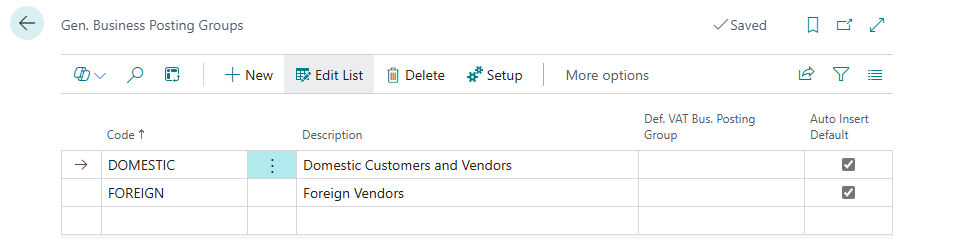 Gen. Business Posting Groups
Saved
New
Edit List
Delete
Setup
More options
Code ↑
Description
Def. VAT Bus. Posting
Group
Auto Insert
Default
DOMESTIC
Domestic Customers and Vendors
FOREIGN
Foreign Vendors